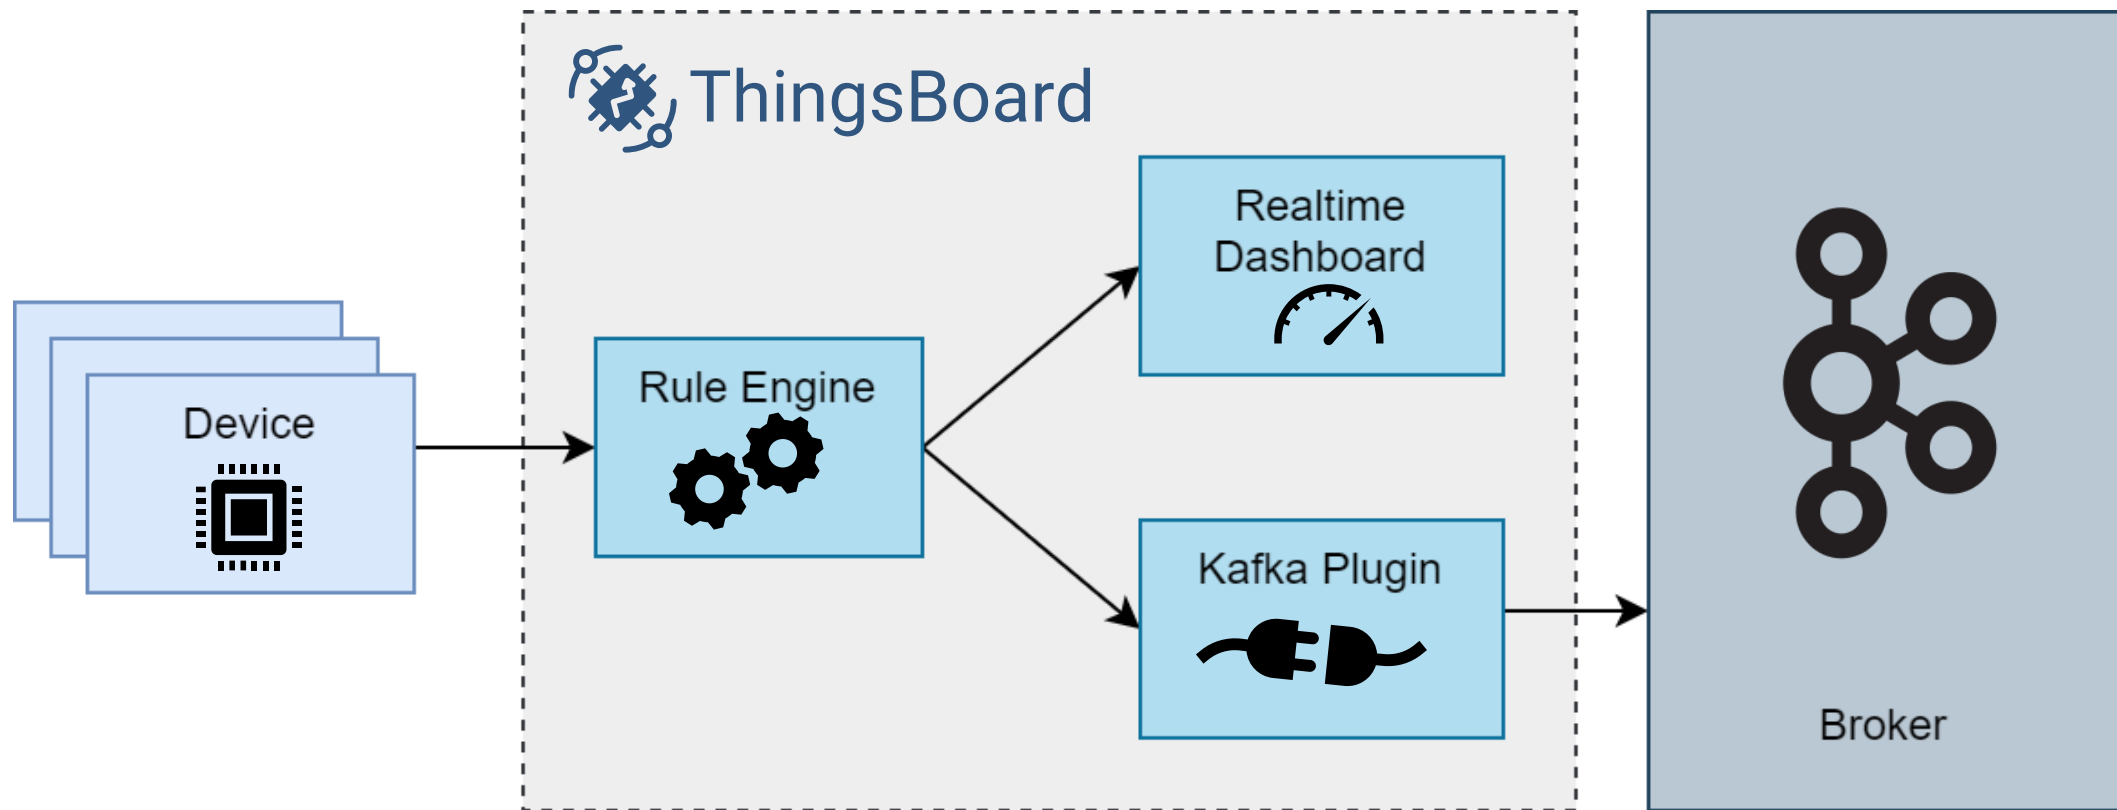 ThingsBoard
Realtime
Dashboard
Rule Engine
Device
Kafka Plugin
Broker